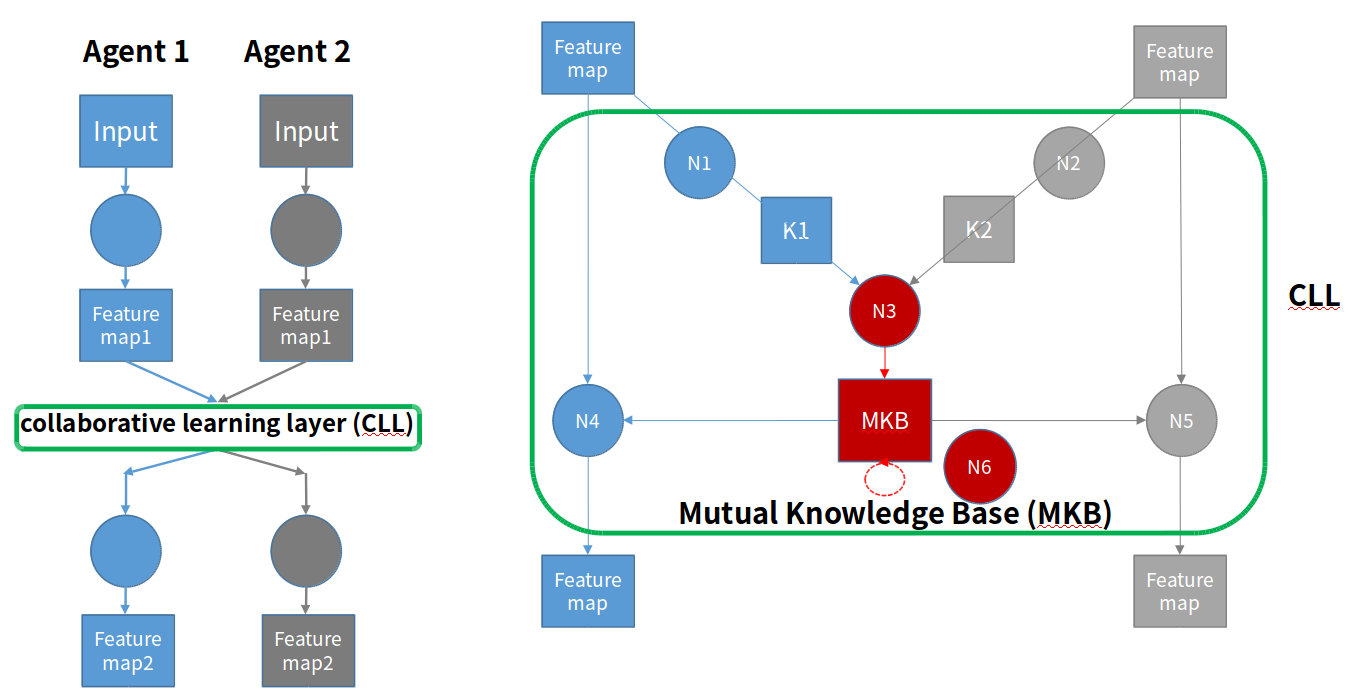 Agent 1
Agent 2
Input
Input
Feature
map1
Feature
map1
collaborative learning layer (CLL)
Feature
map2
Feature
map2
Feature
map
Feature
map
N1
N2
K1
K2
N3
CLL
N4
MKB
N5
N6
Mutual Knowledge Base (MKB)
Feature
map
Feature
map